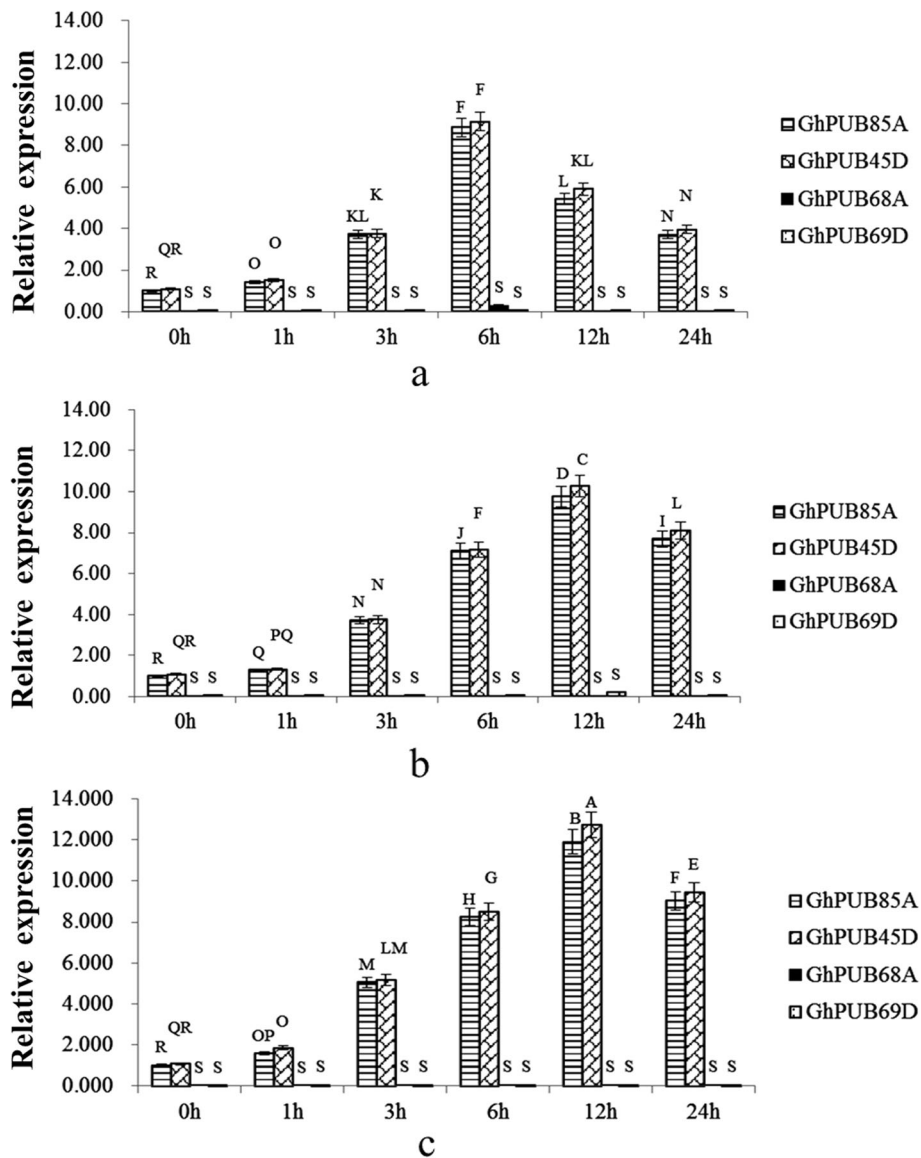 14.00
12.00
10.00
8.00
6.00
4.00
2.00
0.00
Relative expression
R QR S S O O S S KL K S S F F S S L KL S S N N S S
0h 1h 3h 6h 12h 24h
GhPUB85A
GhPUB45D
GhPUB68A
GhPUB69D
a
14.00
12.00
10.00
8.00
6.00
4.00
2.00
0.00
Relative expression
R QR S S Q PQ S S N N S S J F S S D C S S I L S S
0h 1h 3h 6h 12h 24h
GhPUB85A
GhPUB45D
GhPUB68A
GhPUB69D
b
14.000
12.000
10.000
8.000
6.000
4.000
2.000
0.000
Relative expression
R QR S S OP O S S M LM S S H G S S B A S S F E S S
0h 1h 3h 6h 12h 24h
GhPUB85A
GhPUB45D
GhPUB68A
GhPUB69D
c